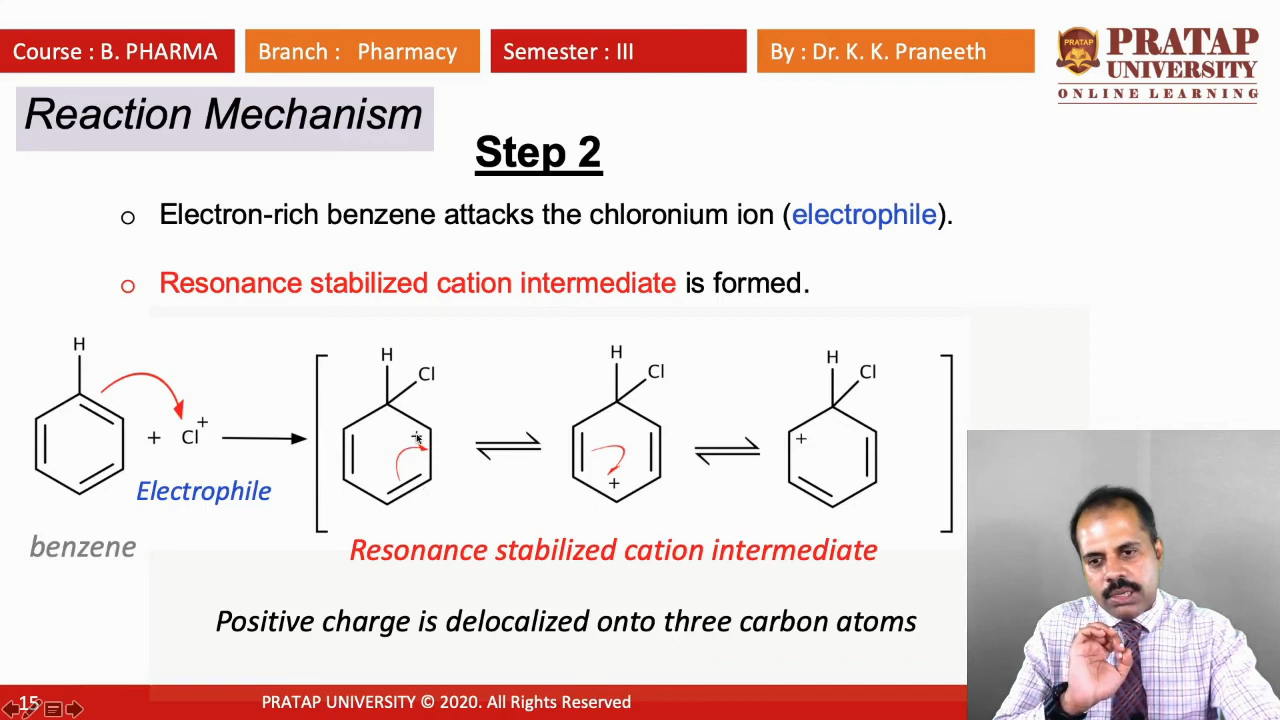 Course : B. PHARMA
Branch : Pharmacy
Semester : III
By : Dr. K. K. Praneeth
PRATAP
PRATAP
UNIVERSITY
ONLINE LEARNING
Reaction Mechanism
Step 2
o Electron-rich benzene attacks the chloronium ion (electrophile).
o Resonance stabilized cation intermediate is formed.
H
+ Cl+
H
Cl
+
H
Cl
+
H
Cl
+
Electrophile
benzene
Resonance stabilized cation intermediate
Positive charge is delocalized onto three carbon atoms
15
PRATAP UNIVERSITY © 2020. All Rights Reserved